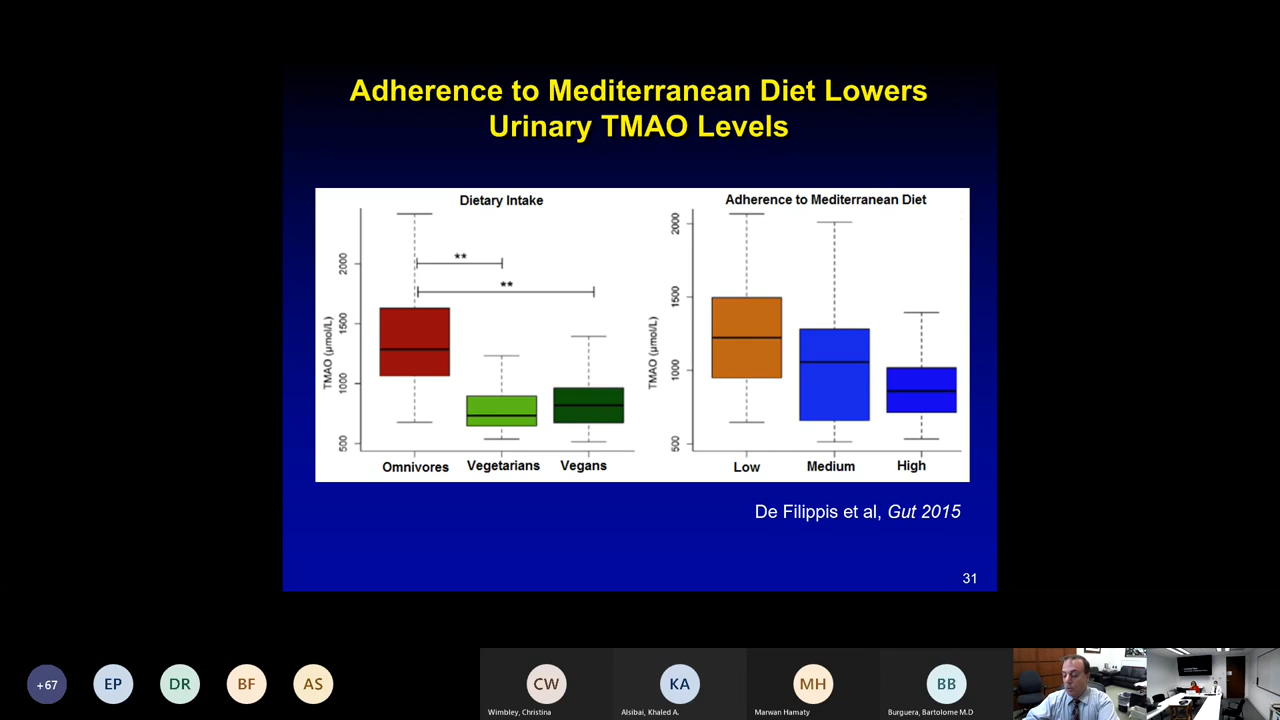 Adherence to Mediterranean Diet Lowers
Urinary TMAO Levels
Dietary Intake
TMAO (μmol/L)
2000
1500
1000
500
**
**
Omnivores
Vegetarians
Vegans
Adherence to Mediterranean Diet
TMAO (μmol/L)
2000
1500
1000
500
Low
Medium
High
De Filippis et al, Gut 2015
31
+67
EP
DR
BF
AS
CW
Wimbley, Christina
KA
Alsibai, Khaled A.
MH
Marwan Hamaty
BB
Burguera, Bartolome M.D